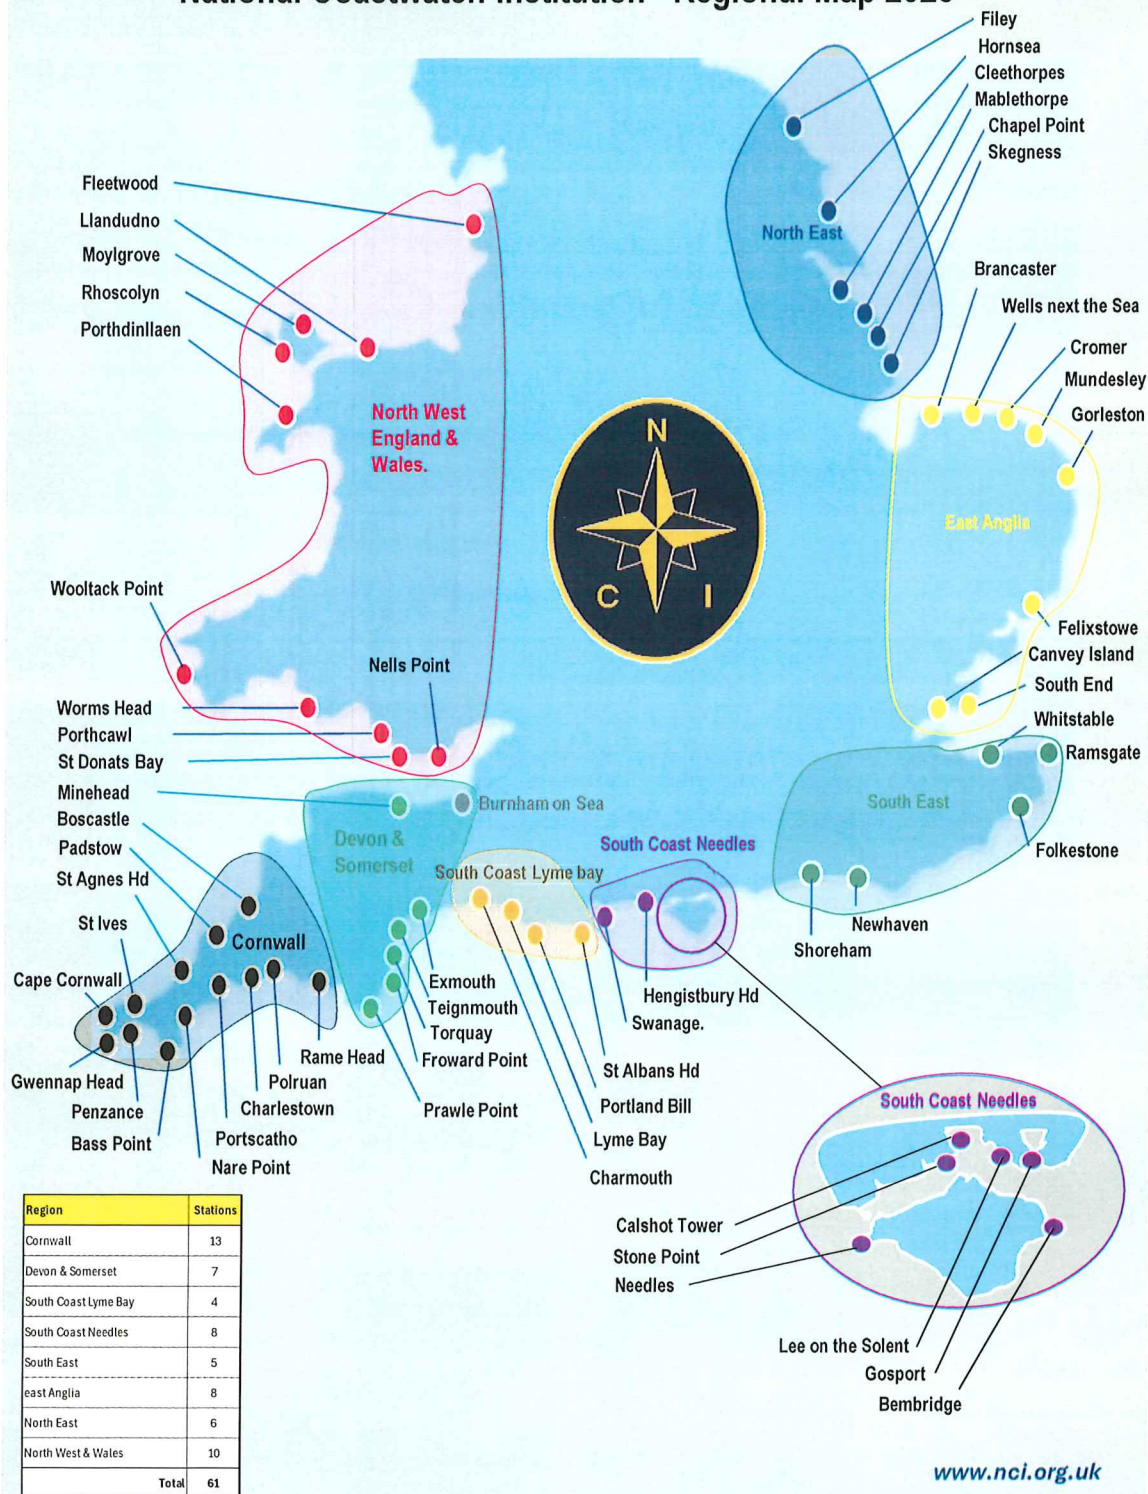 National Coastwatch Institution - Regional Map 2025
Filey
Hornsea
Cleethorpes
Mablethorpe
Chapel Point
Skegness
Fleetwood
Llandudno
Moylgrove
Rhoscolyn
Porthdinllaen
North East
Brancaster
Wells next the Sea
Cromer
Mundesley
Gorleston
North West
England &
Wales.
N
C I
East Anglia
Wooltack Point
Nells Point
Felixstowe
Canvey Island
South End
Whitstable
Ramsgate
Worms Head
Porthcawl
St Donats Bay
Minehead
Boscastle
Padstow
St Agnes Hd
St Ives
Cape Cornwall
Burnham on Sea
Devon &
Somerset
South East
Folkestone
South Coast Needles
South Coast Lyme bay
Cornwall
Newhaven
Shoreham
Exmouth
Teignmouth
Torquay
Froward Point
Prawle Point
Hengistbury Hd
Swanage.
Rame Head
Polruan
Charlestown
Portscatho
Nare Point
Gwennap Head
Penzance
Bass Point
St Albans Hd
Portland Bill
Lyme Bay
Charmouth
South Coast Needles
Calshot Tower
Stone Point
Needles
Lee on the Solent
Gosport
Bembridge
Region Stations
Cornwall 13
Devon & Somerset 7
South Coast Lyme Bay 4
South Coast Needles 8
South East 5
east Anglia 8
North East 6
North West & Wales 10
Total 61
www.nci.org.uk